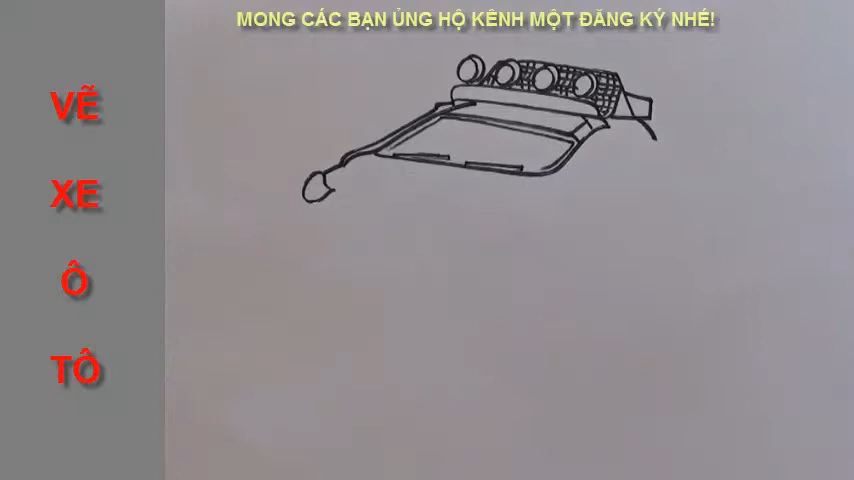 MONG CÁC BẠN ỦNG HỘ KÊNH MỘT ĐĂNG KÝ NHÉ!
VẼ
XE
Ô
TÔ